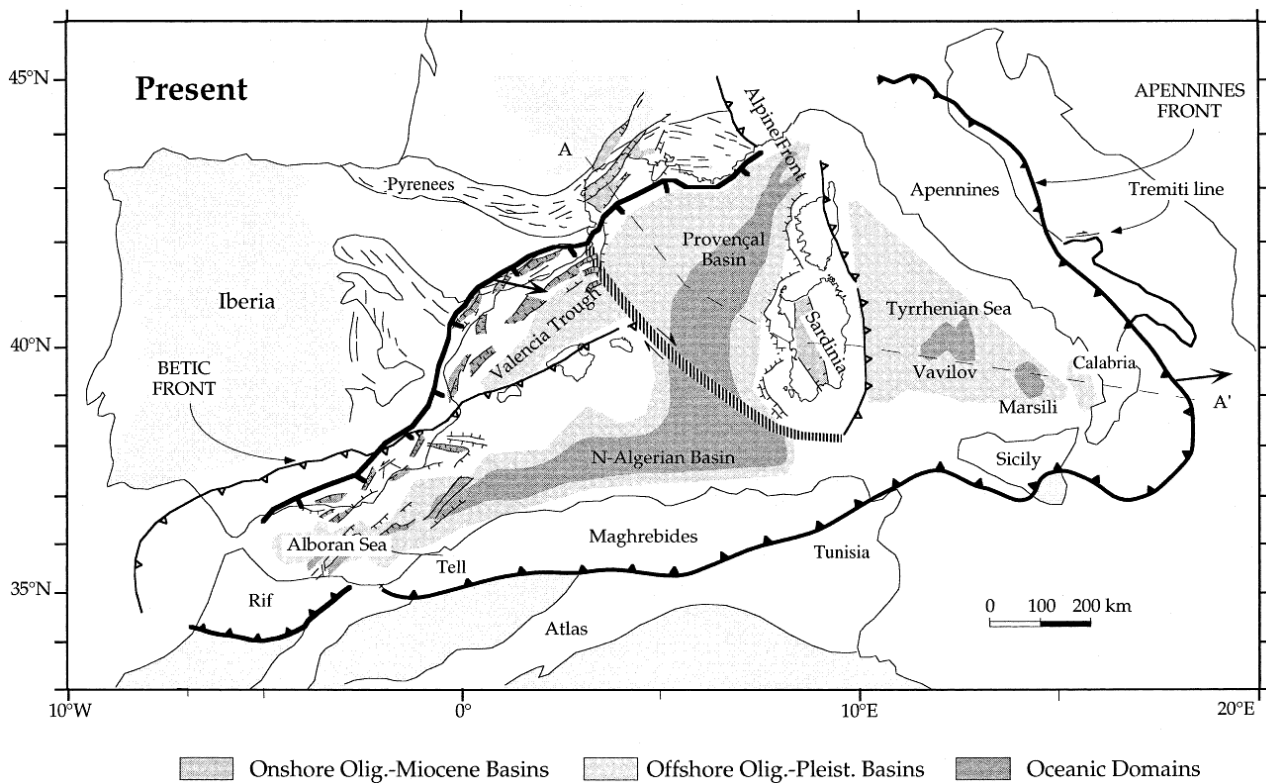 45°N
Present
Alpine Front
APENNINES
FRONT
A
Pyrenees
Apennines
Tremiti line
Provençal
Basin
Iberia
Valencia Trough
Sardinia
Tyrrhenian Sea
40°N
BETIC
FRONT
Vavilov
Calabria
Marsili
A'
N-Algerian Basin
Sicily
Alboran Sea
Maghrebides
Tunisia
Tell
35°N
Rif
Atlas
0 100 200 km
10°W 0° 10°E 20°E
Onshore Olig.-Miocene Basins Offshore Olig.-Pleist. Basins Oceanic Domains